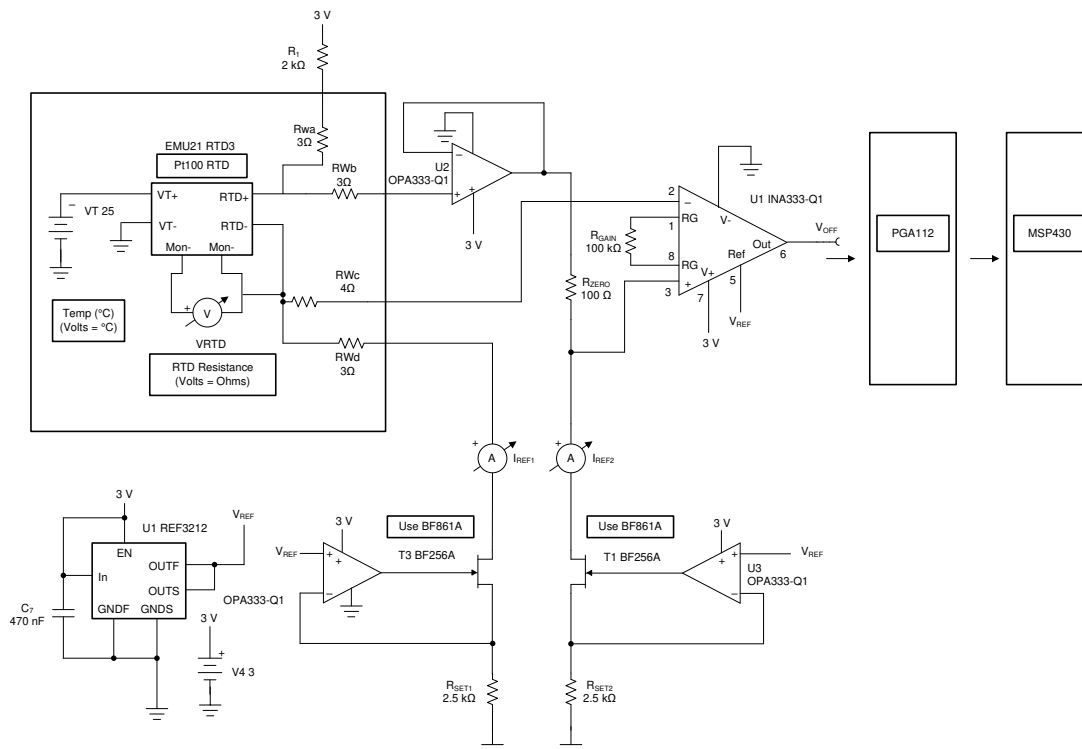 3 V
R1
2 kΩ
Rwa
3Ω
EMU21 RTD3
Pt100 RTD
VT+
VT-
RTD+
RTD-
Mon-
Mon-
VT 25
RWb
3Ω
U2
OPA333-Q1
3 V
RWc
4Ω
V
VRTD
Temp (°C)
(Volts = °C)
RTD Resistance
(Volts = Ohms)
RWd
3Ω
RZERO
100 Ω
RGAIN
100 kΩ
2
1
8
3
RG
RG
V-
V+
7
Ref
5
Out
6
U1 INA333-Q1
VREF
3 V
VOFF
PGA112
MSP430
A
IREF1
A
IREF2
3 V
U1 REF3212
VREF
EN
In
OUTF
OUTS
GNDF
GNDS
C7
470 nF
3 V
V4 3
VREF
3 V
OPA333-Q1
Use BF861A
T3 BF256A
Use BF861A
T1 BF256A
3 V
VREF
U3
OPA333-Q1
RSET1
2.5 kΩ
RSET2
2.5 kΩ